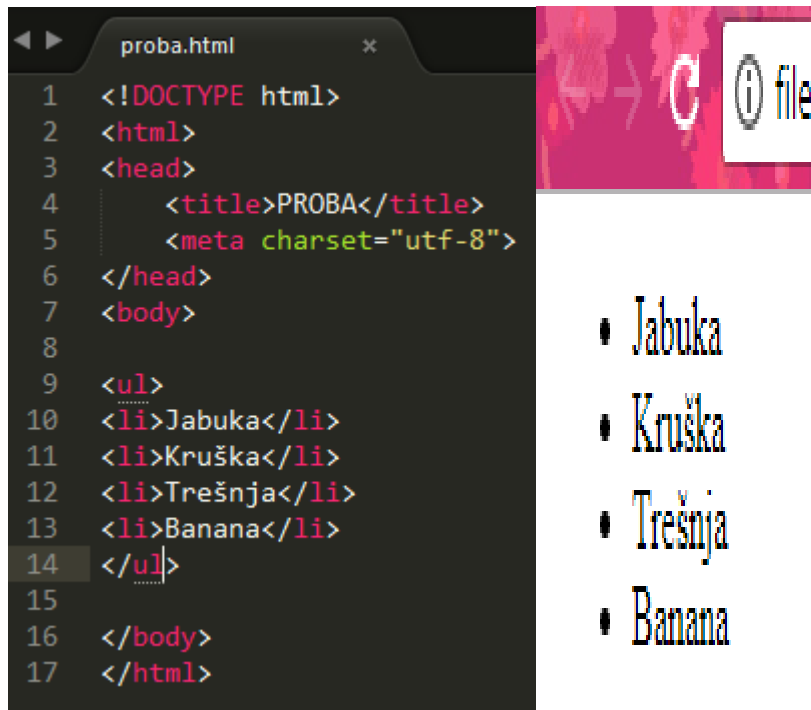 proba.html ×
1 <!DOCTYPE html>
2 <html>
3 <head>
4 <title>PROBA</title>
5 <meta charset="utf-8">
6 </head>
7 <body>
8
9 <ul>
10 <li>Jabuka</li>
11 <li>Kruška</li>
12 <li>Trešnja</li>
13 <li>Banana</li>
14 </ul>
15
16 </body>
17 </html>
file
• Jabuka
• Kruška
• Trešnja
• Banana